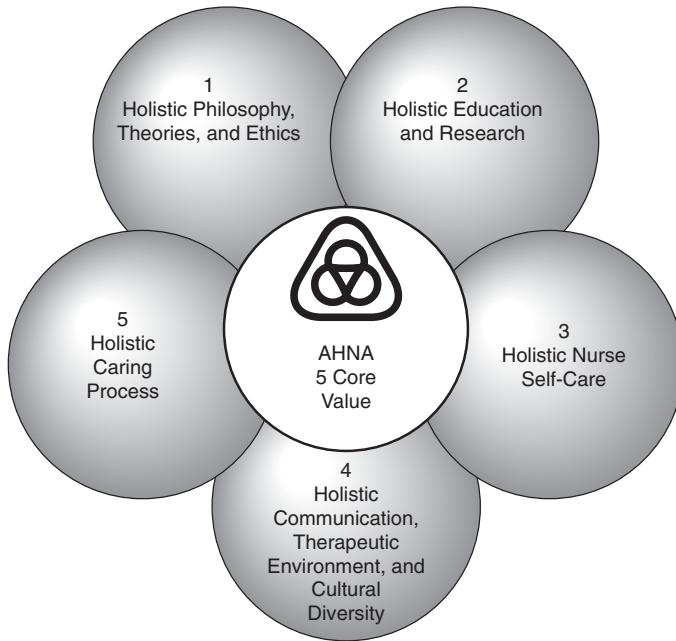 1
Holistic Philosophy,
Theories, and Ethics
2
Holistic Education
and Research
3
Holistic Nurse
Self-Care
4
Holistic
Communication,
Therapeutic
Environment, and
Cultural
Diversity
5
Holistic
Caring
Process
AHNA
5 Core
Value